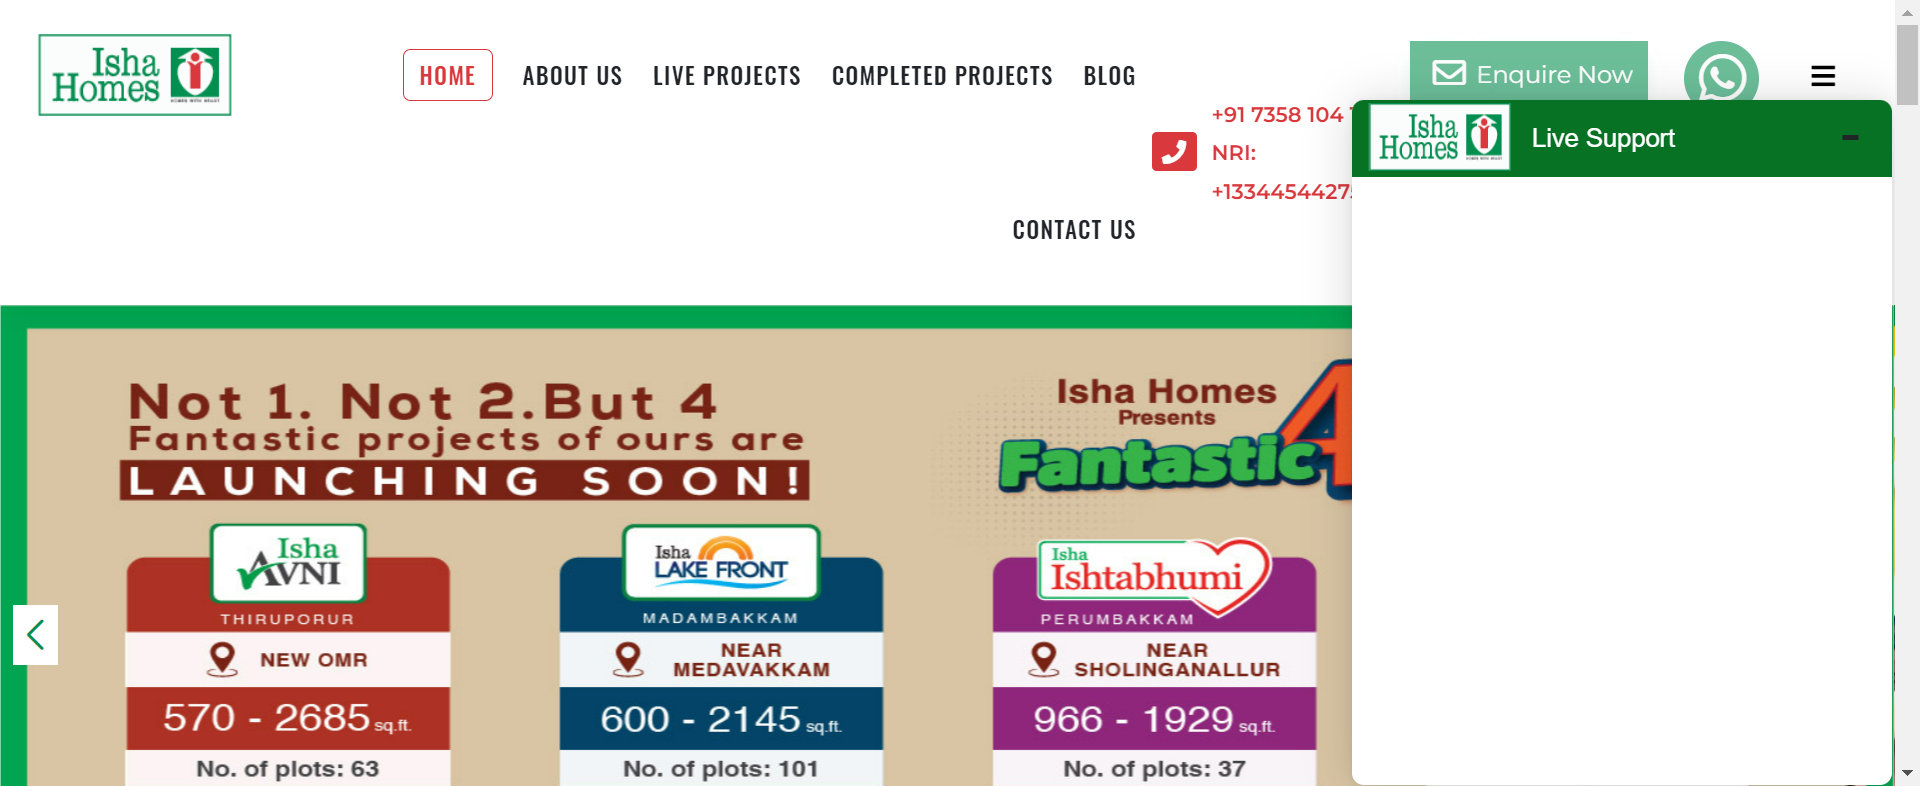 Isha
Homes
HOME
ABOUT US
LIVE PROJECTS
COMPLETED PROJECTS
BLOG
Enquire Now
+91 7358 104
NRI:
+1334454427
CONTACT US
Isha
Homes
Live Support
Not 1. Not 2.But 4
Fantastic projects of ours are
LAUNCHING SOON!
Isha Homes
Presents
Fantastic 4
Isha
AVNI
THIRUPORUR
NEW OMR
570 - 2685 sq.ft.
No. of plots: 63
Isha
LAKE FRONT
MADAMBAKKAM
NEAR
MEDAVAKKAM
600 - 2145 sq.ft.
No. of plots: 101
Isha
Ishtabhumi
PERUMBAKKAM
NEAR
SHOLINGANALLUR
966 - 1929 sq.ft.
No. of plots: 37